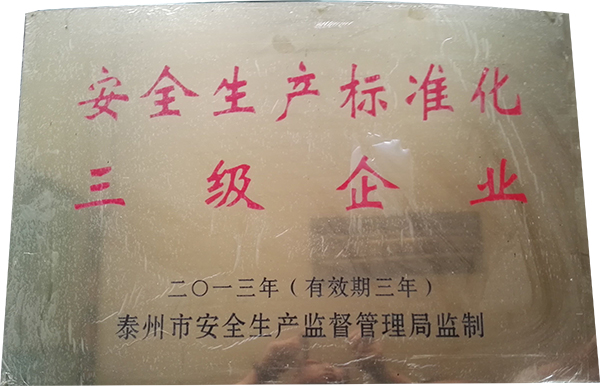 安全生产标准化
三级企业
二〇一三年（有效期三年）
泰州市安全生产监督管理局监制